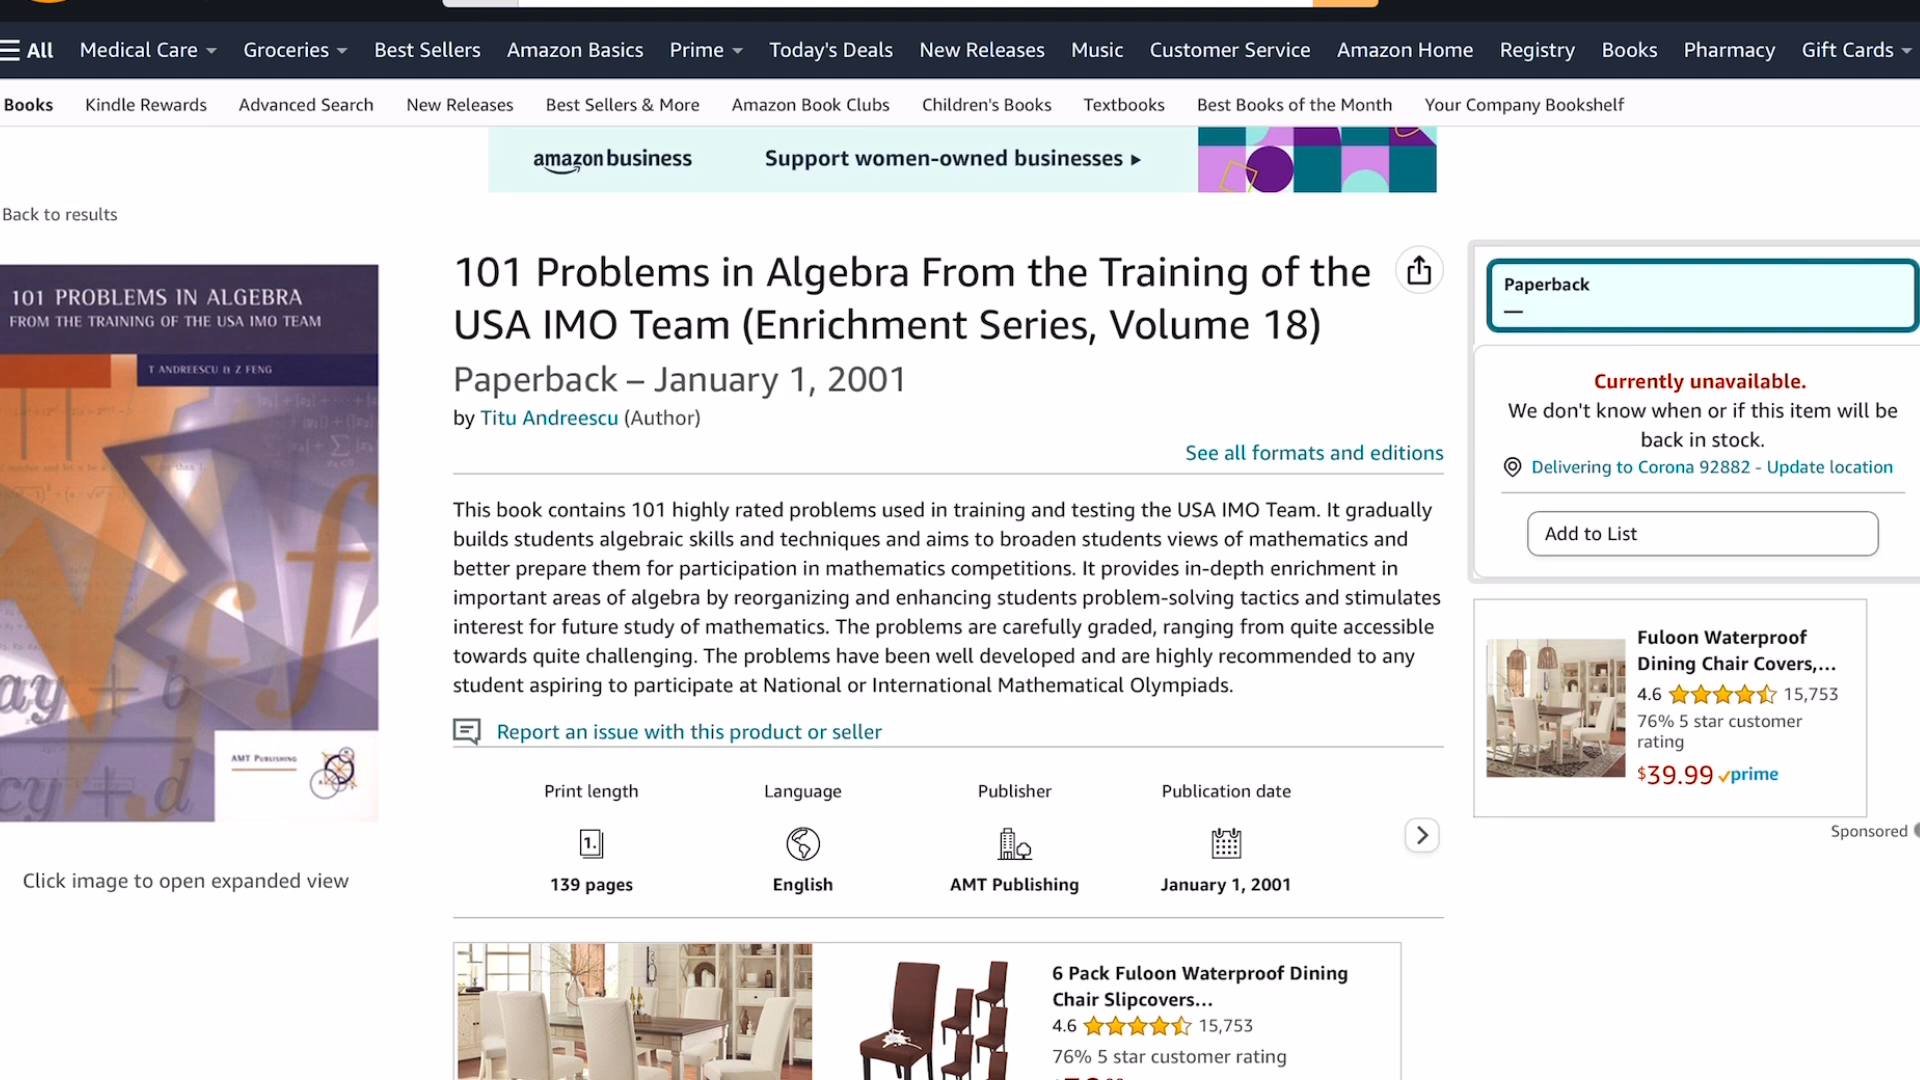 All Medical Care Groceries Best Sellers Amazon Basics Prime Today's Deals New Releases Music Customer Service Amazon Home Registry Books Pharmacy Gift Cards
Books Kindle Rewards Advanced Search New Releases Best Sellers & More Amazon Book Clubs Children's Books Textbooks Best Books of the Month Your Company Bookshelf
amazon business Support women-owned businesses
Back to results
101 PROBLEMS IN ALGEBRA
FROM THE TRAINING OF THE USA IMO TEAM
T ANDREESCU & Z FENG
ay + b
cy + d
AMT PUBLISHING
Click image to open expanded view
101 Problems in Algebra From the Training of the
USA IMO Team (Enrichment Series, Volume 18)
Paperback – January 1, 2001
by Titu Andreescu (Author)
See all formats and editions
This book contains 101 highly rated problems used in training and testing the USA IMO Team. It gradually
builds students algebraic skills and techniques and aims to broaden students views of mathematics and
better prepare them for participation in mathematics competitions. It provides in-depth enrichment in
important areas of algebra by reorganizing and enhancing students problem-solving tactics and stimulates
interest for future study of mathematics. The problems are carefully graded, ranging from quite accessible
towards quite challenging. The problems have been well developed and are highly recommended to any
student aspiring to participate at National or International Mathematical Olympiads.
Report an issue with this product or seller
Print length Language Publisher Publication date
1.
139 pages English AMT Publishing January 1, 2001
6 Pack Fuloon Waterproof Dining
Chair Slipcovers...
4.6 15,753
76% 5 star customer rating
Paperback
—
Currently unavailable.
We don't know when or if this item will be
back in stock.
Delivering to Corona 92882 - Update location
Add to List
Fuloon Waterproof
Dining Chair Covers,...
4.6 15,753
76% 5 star customer
rating
$39.99 prime
Sponsored